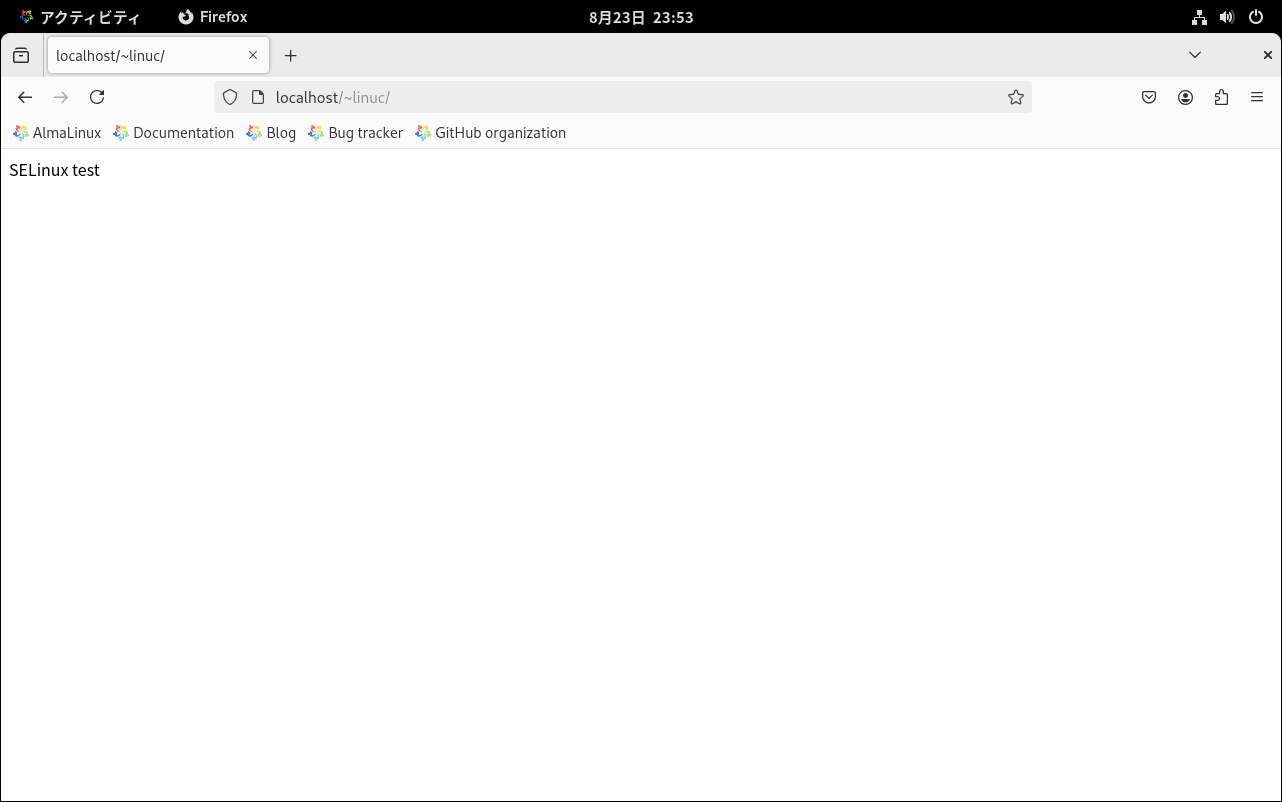 アクティビティ Firefox 8月23日 23:53
localhost/~linuc/
localhost/~linuc/
AlmaLinux Documentation Blog Bug tracker GitHub organization
SELinux test